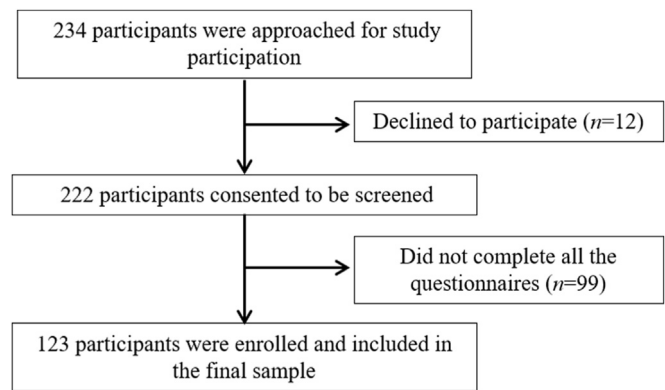 234 participants were approached for study
participation
Declined to participate (n=12)
222 participants consented to be screened
Did not complete all the
questionnaires (n=99)
123 participants were enrolled and included in
the final sample